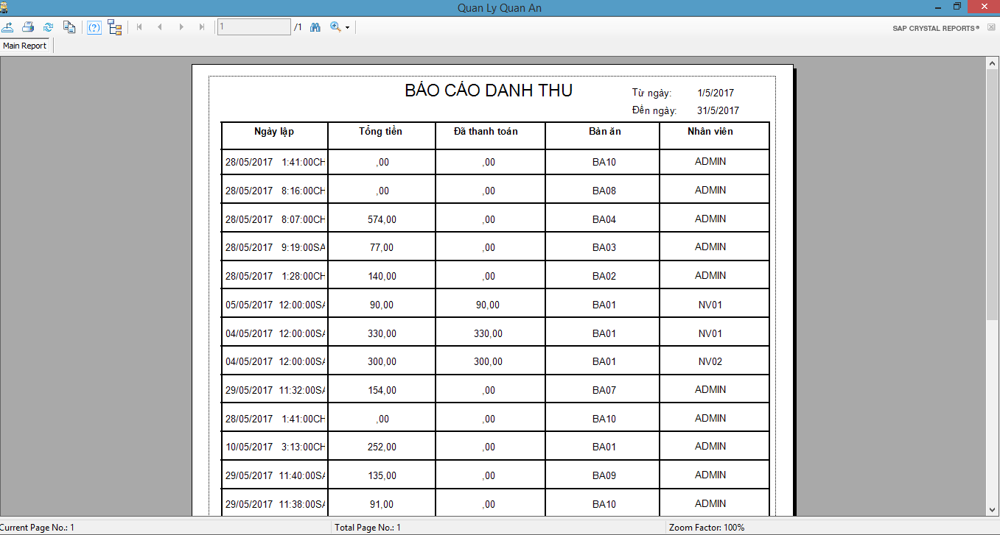 Quan Ly Quan An
1 /1
SAP CRYSTAL REPORTS®
Main Report
BÁO CÁO DANH THU
Từ ngày: 1/5/2017
Đến ngày: 31/5/2017
Ngày lập Tổng tiền Đã thanh toán Bàn ăn Nhân viên
28/05/2017 1:41:00CH ,00 ,00 BA10 ADMIN
28/05/2017 8:16:00CH ,00 ,00 BA08 ADMIN
28/05/2017 8:07:00CH 574,00 ,00 BA04 ADMIN
28/05/2017 9:19:00SA 77,00 ,00 BA03 ADMIN
28/05/2017 1:28:00CH 140,00 ,00 BA02 ADMIN
05/05/2017 12:00:00SA 90,00 90,00 BA01 NV01
04/05/2017 12:00:00SA 330,00 330,00 BA01 NV01
04/05/2017 12:00:00SA 300,00 300,00 BA01 NV02
29/05/2017 11:32:00SA 154,00 ,00 BA07 ADMIN
28/05/2017 1:41:00CH ,00 ,00 BA10 ADMIN
10/05/2017 3:13:00CH 252,00 ,00 BA01 ADMIN
29/05/2017 11:40:00SA 135,00 ,00 BA09 ADMIN
29/05/2017 11:38:00SA 91,00 ,00 BA10 ADMIN
Current Page No.: 1 Total Page No.: 1 Zoom Factor: 100%